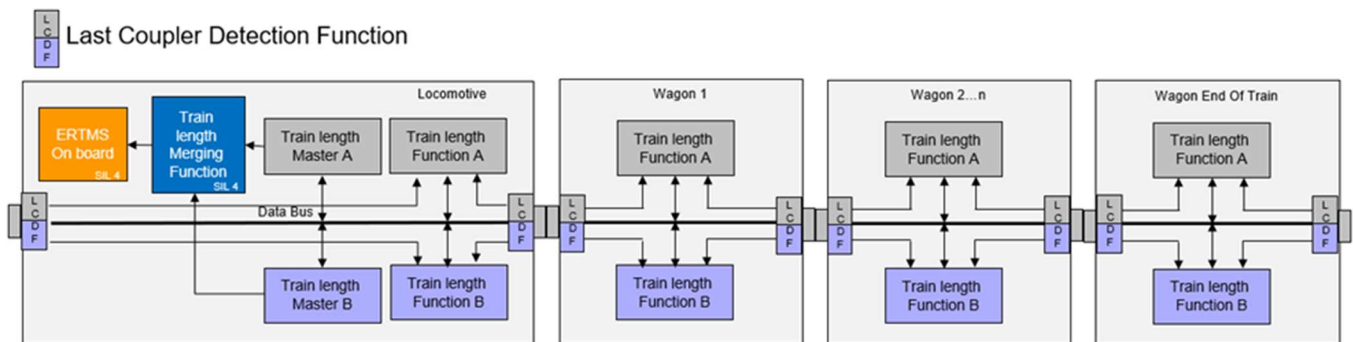 L
C
D
F
Last Coupler Detection Function
Locomotive
ERTMS
On board
SIL 4
Train
length
Merging
Function
SIL 4
Train length
Master A
Train length
Function A
L
C
D
F
Data Bus
L
C
D
F
Train length
Master B
Train length
Function B
Wagon 1
Train length
Function A
L
C
D
F
L
C
D
F
Train length
Function B
Wagon 2...n
Train length
Function A
L
C
D
F
L
C
D
F
Train length
Function B
Wagon End Of Train
Train length
Function A
L
C
D
F
L
C
D
F
Train length
Function B